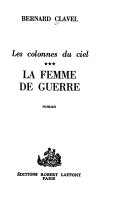 BERNARD CLAVEL
Les colonnes du ciel
★★★
LA FEMME
DE GUERRE
roman
ÉDITIONS ROBERT LAFFONT
PARIS